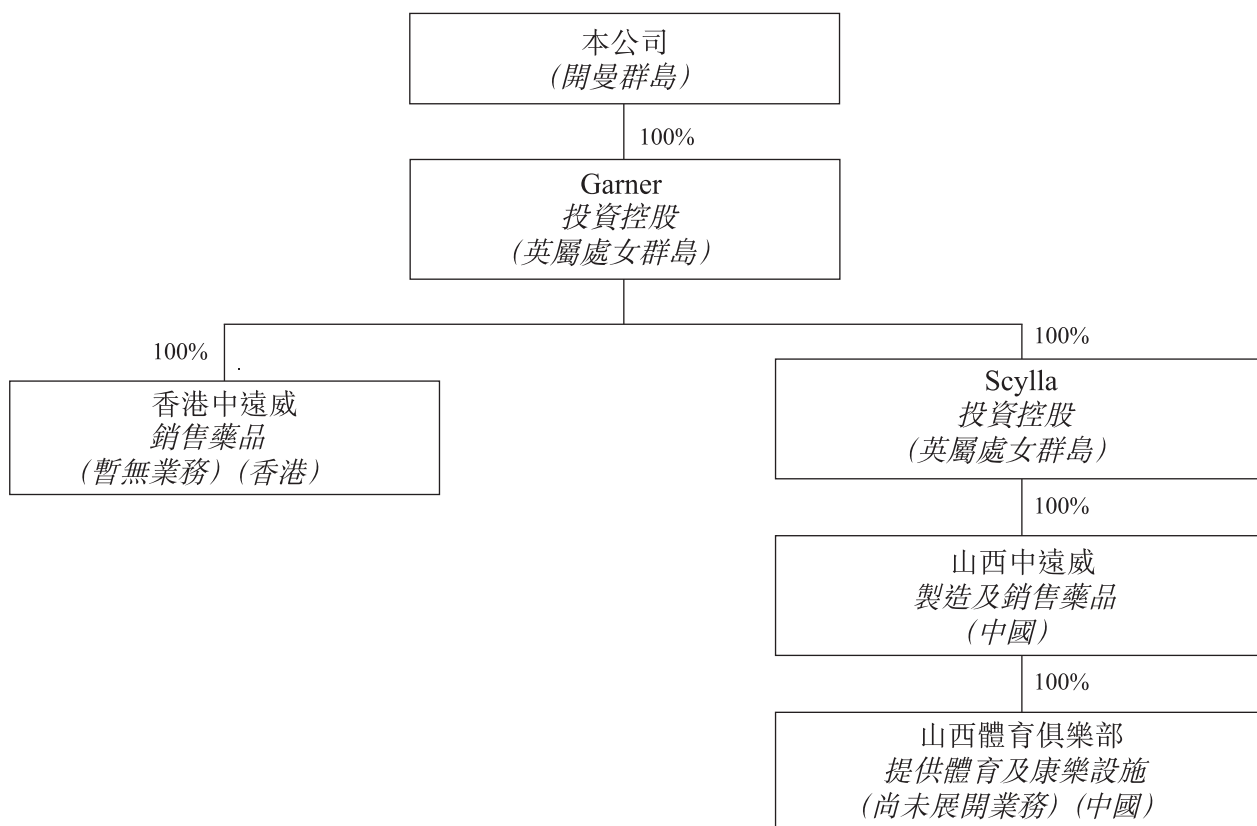 本公司
(開曼群島)
100%
Garner
投資控股
(英屬處女群島)
100%
香港中遠威
銷售藥品
(暫無業務) (香港)
100%
Scylla
投資控股
(英屬處女群島)
100%
山西中遠威
製造及銷售藥品
(中國)
100%
山西體育俱樂部
提供體育及康樂設施
(尚未展開業務) (中國)